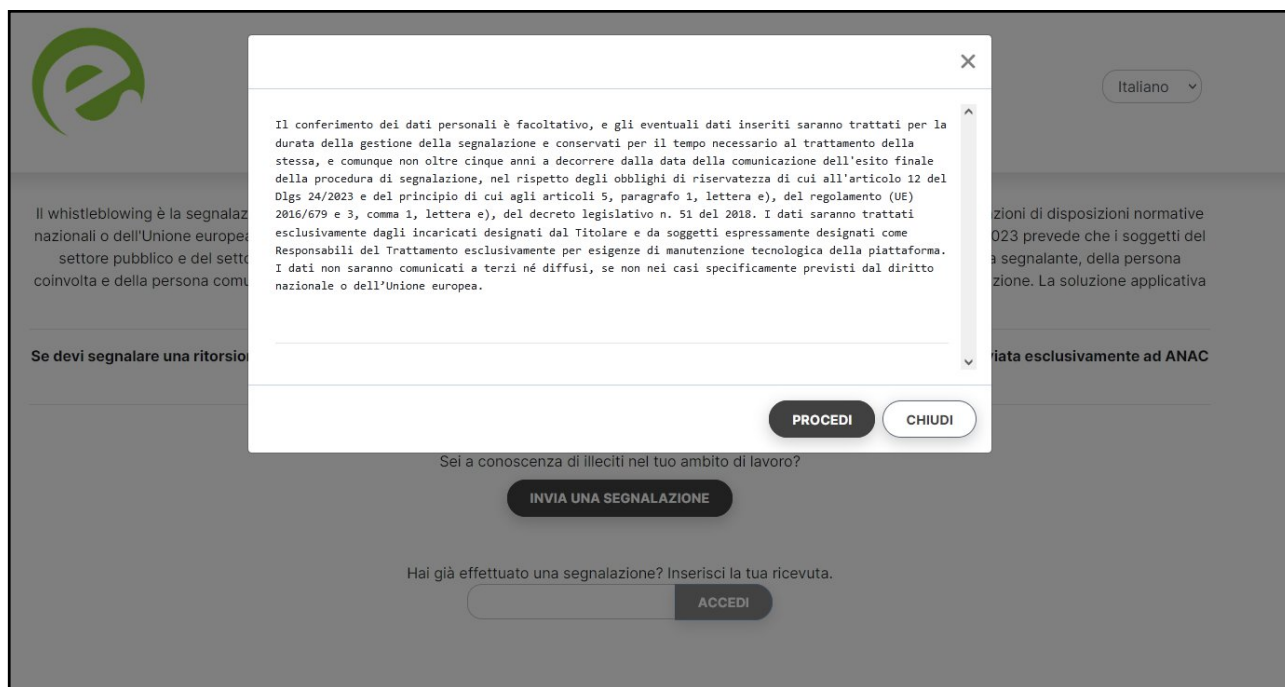 Italiano
Il conferimento dei dati personali è facoltativo, e gli eventuali dati inseriti saranno trattati per la
durata della gestione della segnalazione e conservati per il tempo necessario al trattamento della
stessa, e comunque non oltre cinque anni a decorrere dalla data della comunicazione dell'esito finale
della procedura di segnalazione, nel rispetto degli obblighi di riservatezza di cui all'articolo 12 del
Dlgs 24/2023 e del principio di cui agli articoli 5, paragrafo 1, lettera e), del regolamento (UE)
2016/679 e 3, comma 1, lettera e), del decreto legislativo n. 51 del 2018. I dati saranno trattati
esclusivamente dagli incaricati designati dal Titolare e da soggetti espressamente designati come
Responsabili del Trattamento esclusivamente per esigenze di manutenzione tecnologica della piattaforma.
I dati non saranno comunicati a terzi né diffusi, se non nei casi specificamente previsti dal diritto
nazionale o dell’Unione europea.
PROCEDI CHIUDI
Il whistleblowing è la segnalaz zioni di disposizioni normative
nazionali o dell'Unione europea 023 prevede che i soggetti del
settore pubblico e del setto a segnalante, della persona
coinvolta e della persona comu zione. La soluzione applicativa
Se devi segnalare una ritorsio viata esclusivamente ad ANAC
Sei a conoscenza di illeciti nel tuo ambito di lavoro?
INVIA UNA SEGNALAZIONE
Hai già effettuato una segnalazione? Inserisci la tua ricevuta.
ACCEDI